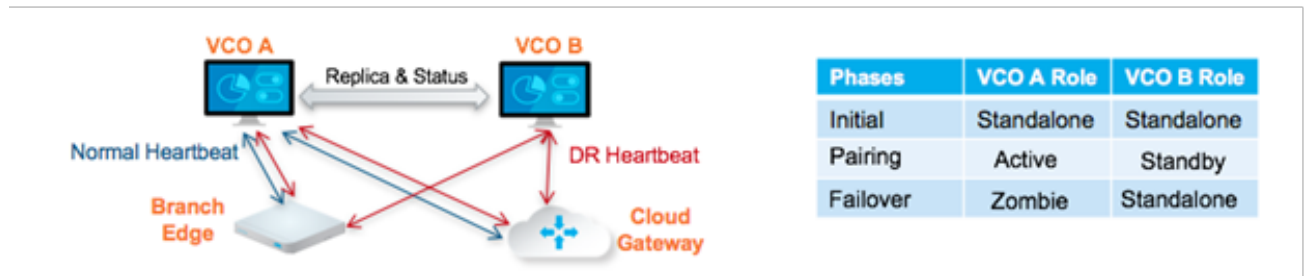 VCO A
VCO B
Replica & Status
Normal Heartbeat
DR Heartbeat
Branch
Edge
Cloud
Gateway
Phases VCO A Role VCO B Role
Initial Standalone Standalone
Pairing Active Standby
Failover Zombie Standalone